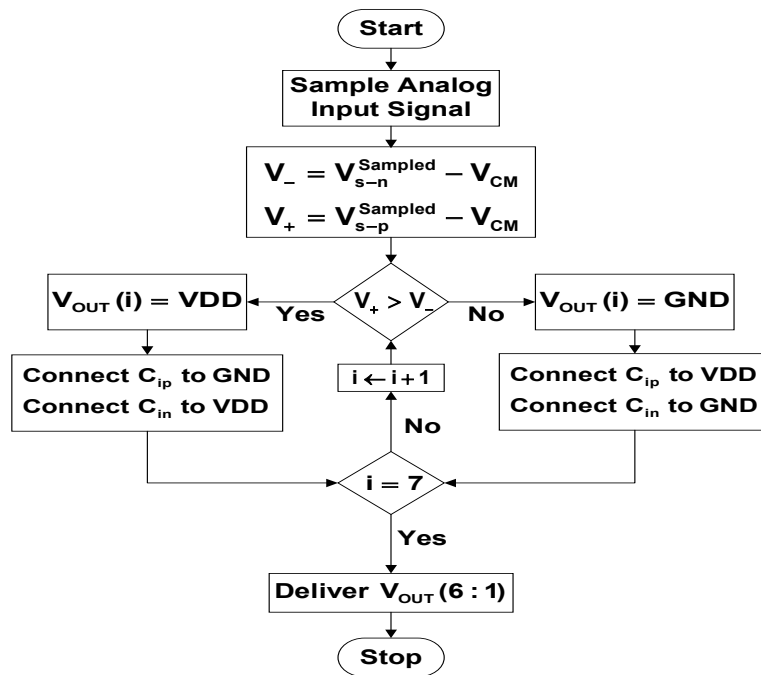 Start
Sample Analog
Input Signal
V₋ = Vₛ₋ₙ^Sampled − V_CM
V₊ = Vₛ₋ₚ^Sampled − V_CM
V₊ > V₋
Yes
No
V_OUT (i) = VDD
V_OUT (i) = GND
Connect C_ip to GND
Connect C_in to VDD
Connect C_ip to VDD
Connect C_in to GND
i ← i + 1
No
i = 7
Yes
Deliver V_OUT (6 : 1)
Stop